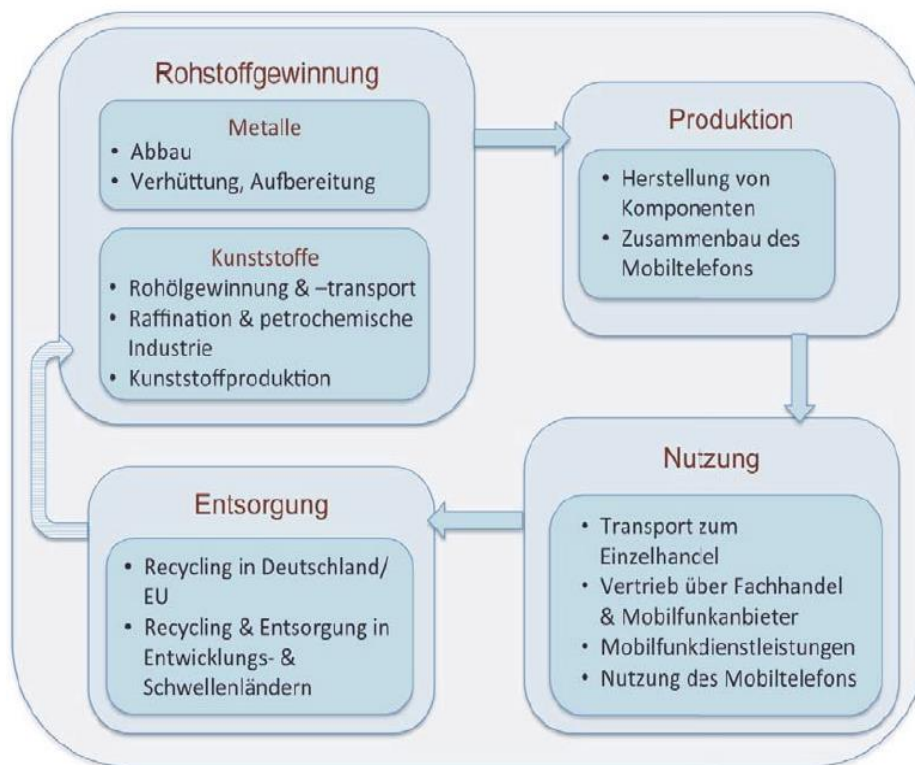 Rohstoffgewinnung
Metalle
• Abbau
• Verhüttung, Aufbereitung
Kunststoffe
• Rohölgewinnung & –transport
• Raffination & petrochemische
Industrie
• Kunststoffproduktion
Produktion
• Herstellung von
Komponenten
• Zusammenbau des
Mobiltelefons
Nutzung
• Transport zum
Einzelhandel
• Vertrieb über Fachhandel
& Mobilfunkanbieter
• Mobilfunkdienstleistungen
• Nutzung des Mobiltelefons
Entsorgung
• Recycling in Deutschland/
EU
• Recycling & Entsorgung in
Entwicklungs- &
Schwellenländern